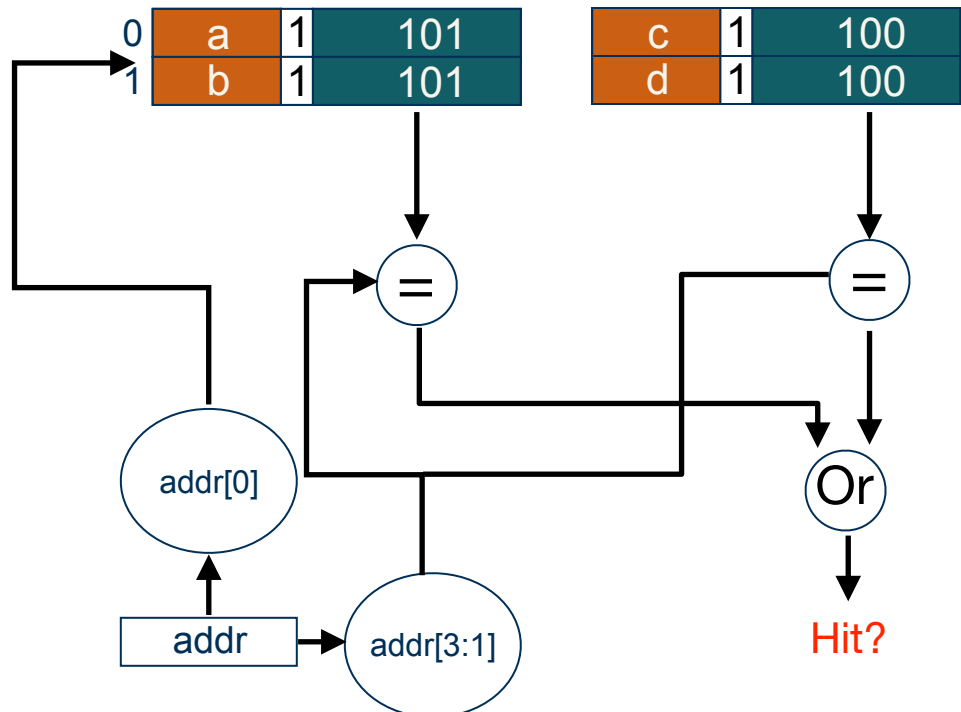 0 a 1 101 c 1 100
1 b 1 101 d 1 100
= =
addr[0] Or
addr addr[3:1] Hit?